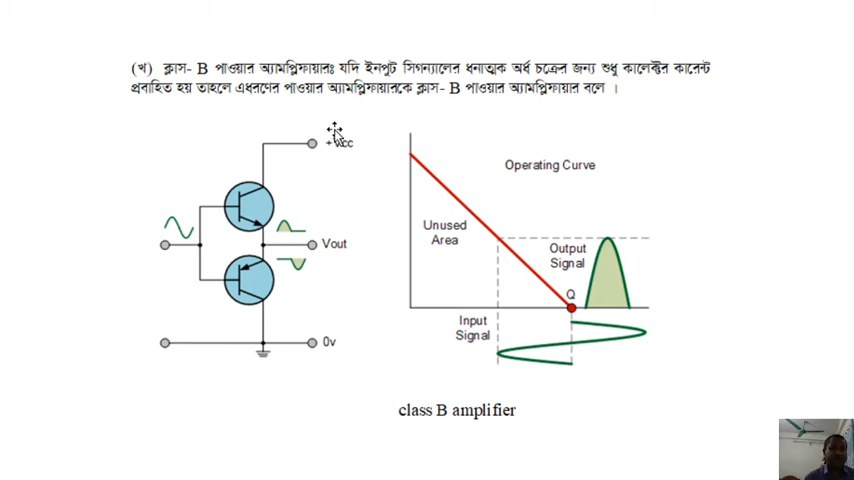 (খ) ক্লাস- B পাওয়ার অ্যামপ্লিফায়ারঃ যদি ইনপুট সিগন্যালের ধনাত্মক অর্ধ চক্রের জন্য শুধু কালেক্টর কারেন্ট
প্রবাহিত হয় তাহলে এধরণের পাওয়ার অ্যামপ্লিফায়ারকে ক্লাস- B পাওয়ার অ্যামপ্লিফায়ার বলে ।
+Vcc
Operating Curve
Unused
Area
Vout
Output
Signal
Q
Input
Signal
0v
class B amplifier